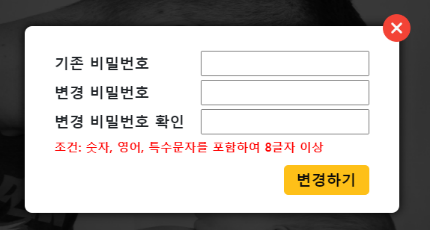 기존 비밀번호
변경 비밀번호
변경 비밀번호 확인
조건: 숫자, 영어, 특수문자를 포함하여 8글자 이상
변경하기